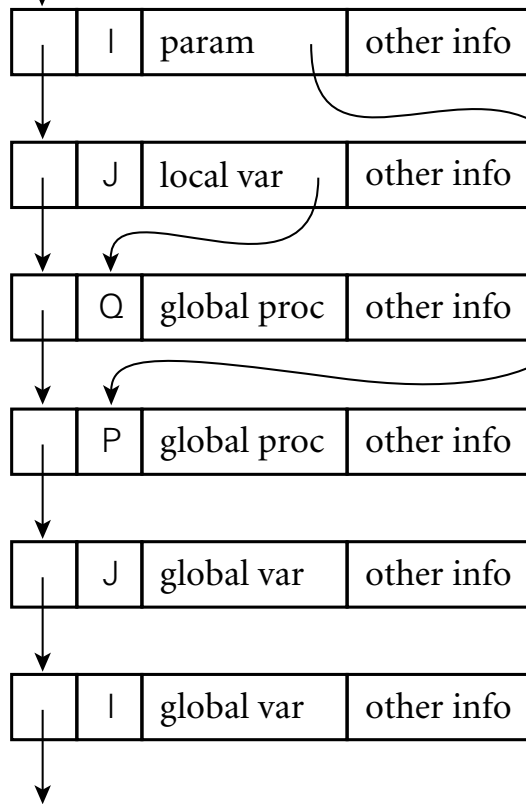 I param other info
J local var other info
Q global proc other info
P global proc other info
J global var other info
I global var other info